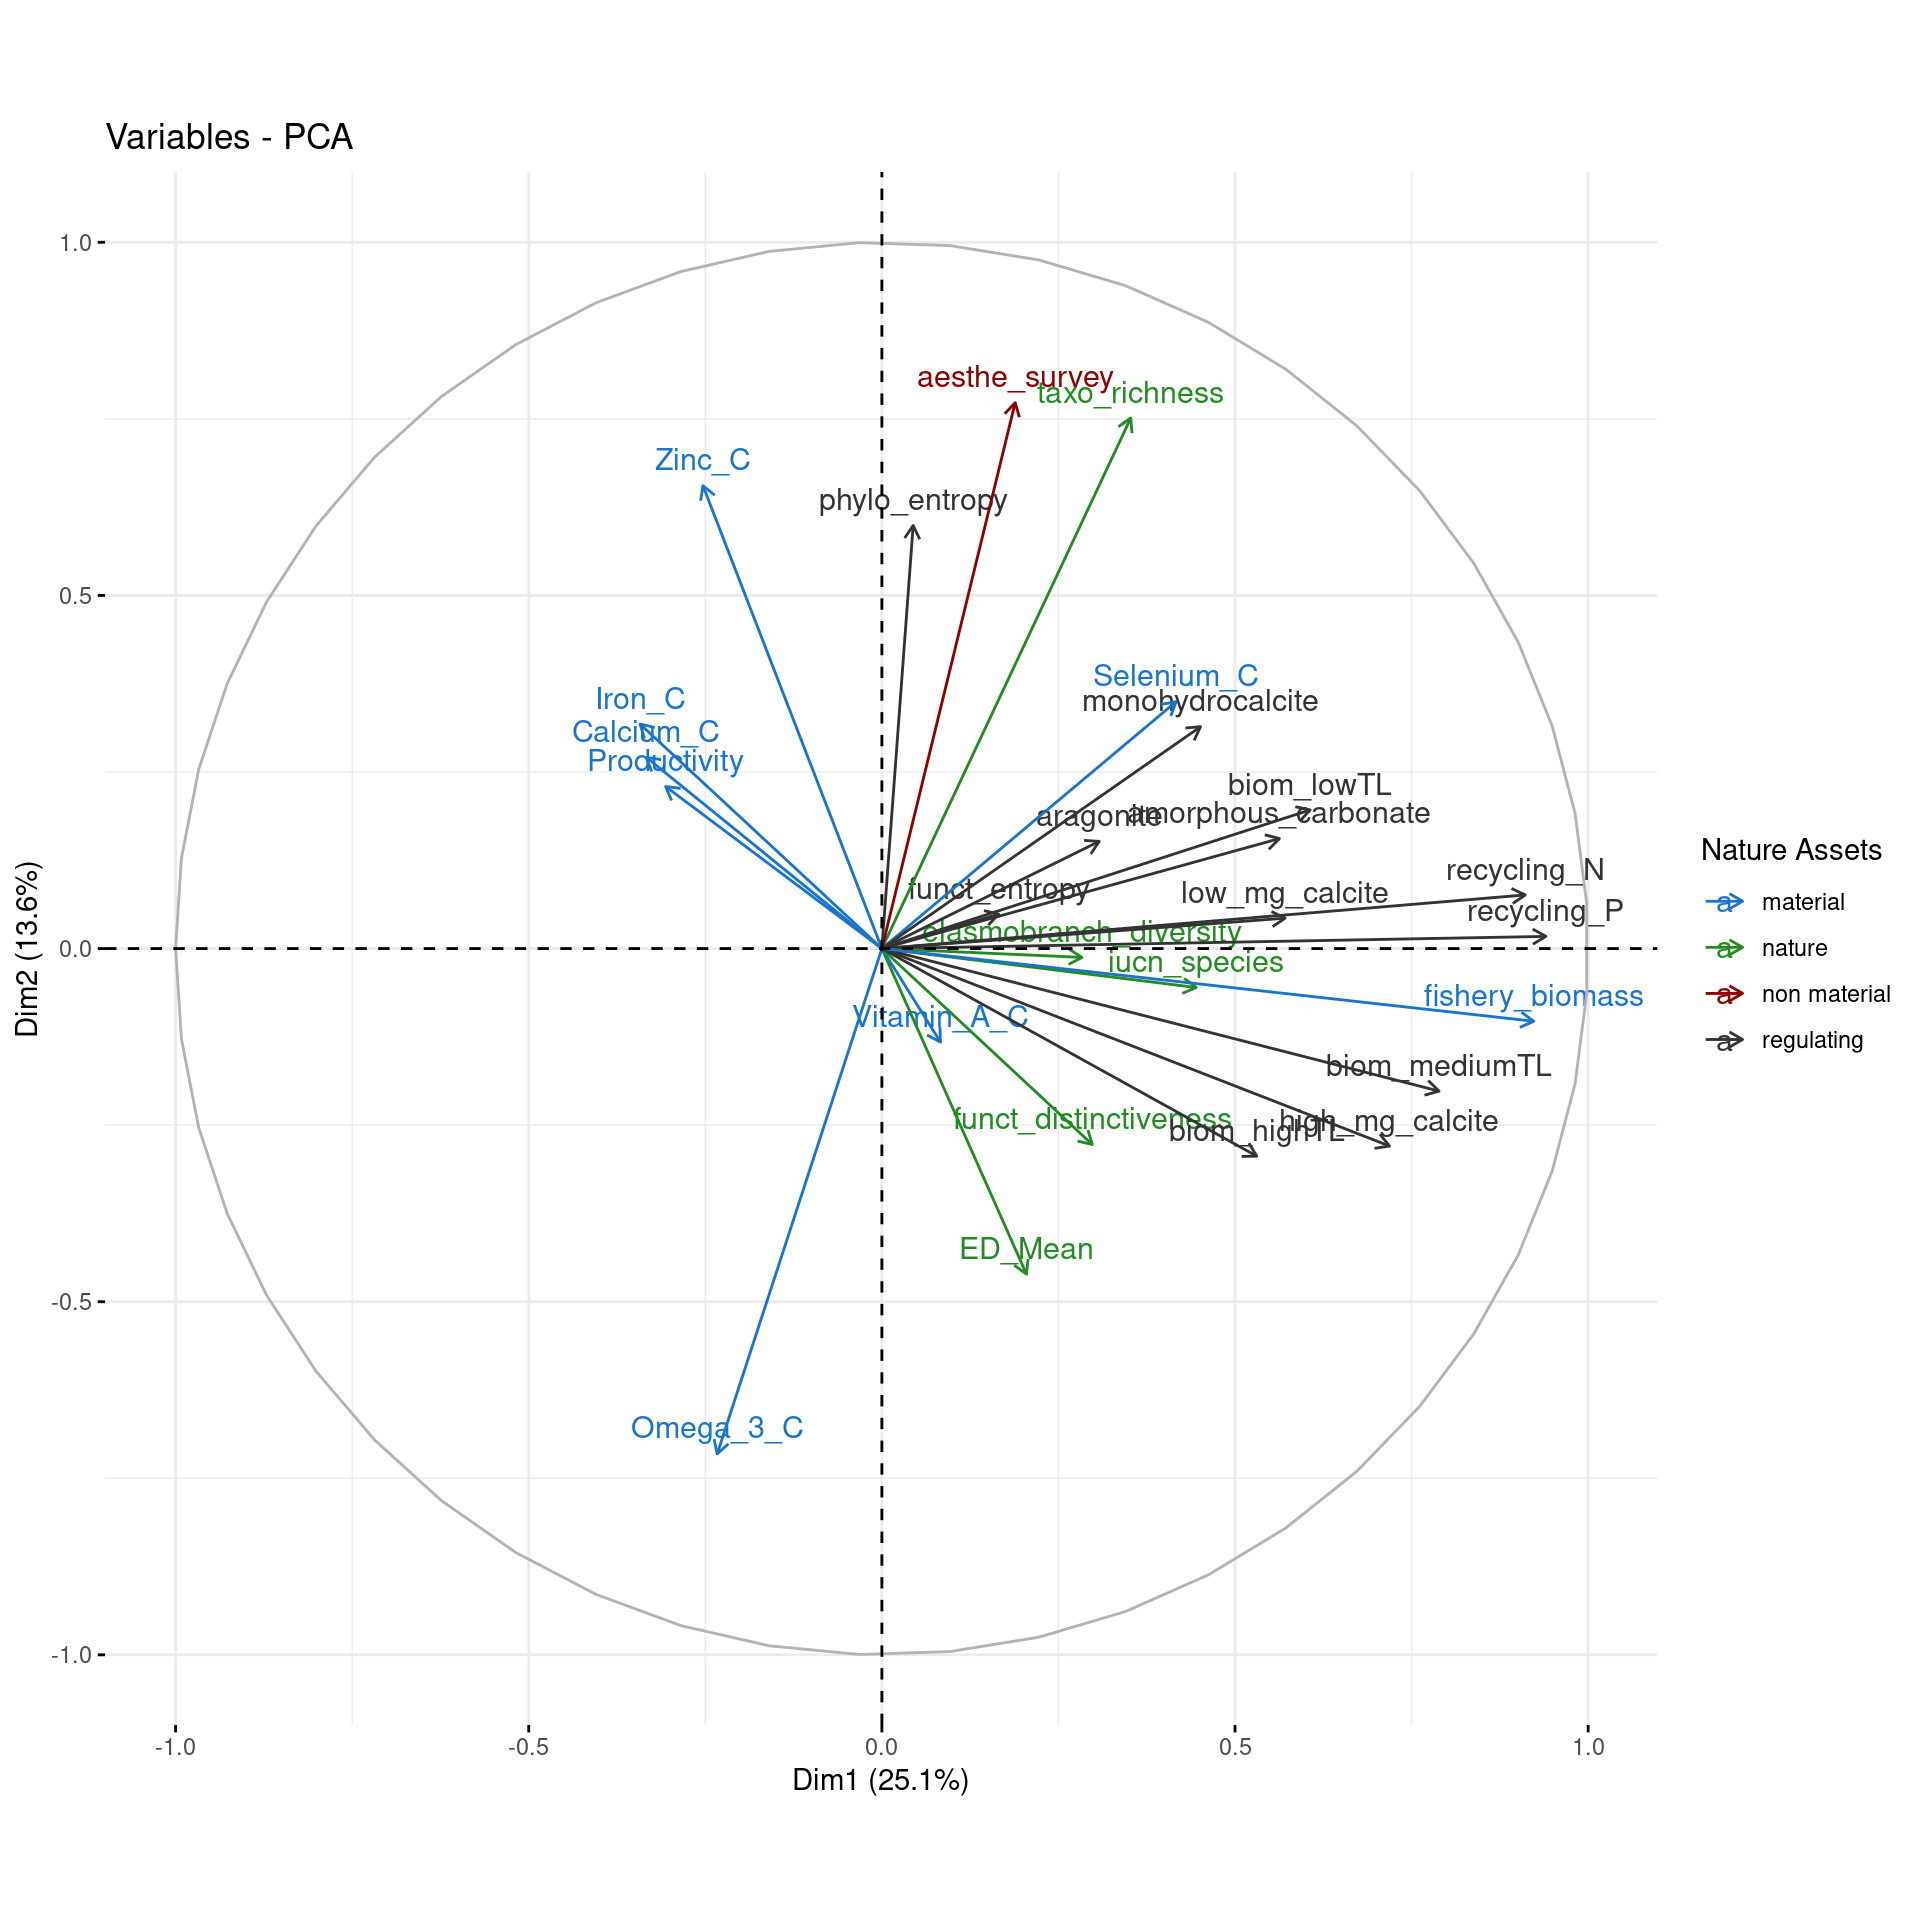 Variables - PCA
1.0
0.5
0.0
-0.5
-1.0
Dim2 (13.6%)
aesthe_survey
taxo_richness
Zinc_C
phylo_entropy
Selenium_C
monohydrocalcite
Iron_C
Calcium_C
Productivity
biom_lowTL
aragonite
amorphous_carbonate
recycling_N
funct_entropy
low_mg_calcite
recycling_P
elasmobranch_diversity
iucn_species
fishery_biomass
Vitamin_A_C
biom_mediumTL
funct_distinctiveness
high_mg_calcite
biom_highTL
ED_Mean
Omega_3_C
-1.0
-0.5
0.0
0.5
1.0
Dim1 (25.1%)
Nature Assets
a material
a nature
a non material
a regulating